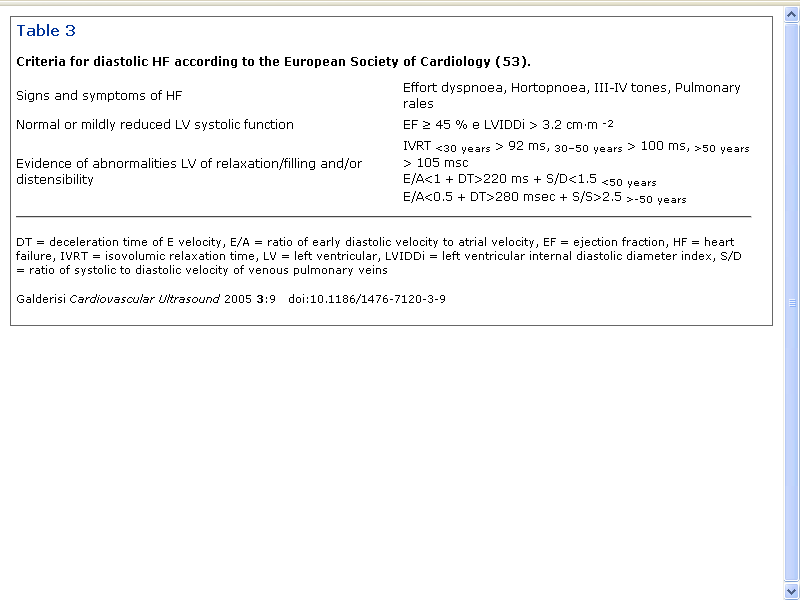 Table 3
Criteria for diastolic HF according to the European Society of Cardiology (53).
Signs and symptoms of HF
Effort dyspnoea, Hortopnoea, III-IV tones, Pulmonary
rales
Normal or mildly reduced LV systolic function
EF ≥ 45 % e LVIDDi > 3.2 cm·m -2
Evidence of abnormalities LV of relaxation/filling and/or
distensibility
IVRT <30 years > 92 ms, 30–50 years > 100 ms, >50 years
> 105 msc
E/A<1 + DT>220 ms + S/D<1.5 <50 years
E/A<0.5 + DT>280 msec + S/S>2.5 >-50 years
DT = deceleration time of E velocity, E/A = ratio of early diastolic velocity to atrial velocity, EF = ejection fraction, HF = heart
failure, IVRT = isovolumic relaxation time, LV = left ventricular, LVIDDi = left ventricular internal diastolic diameter index, S/D
= ratio of systolic to diastolic velocity of venous pulmonary veins
Galderisi Cardiovascular Ultrasound 2005 3:9 doi:10.1186/1476-7120-3-9